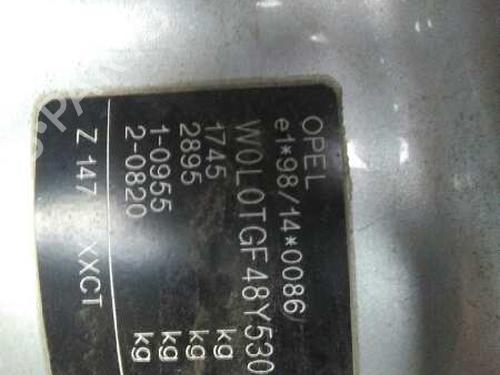 OPEL
e1*98/14*0086/
W0L0TGF48Y530
1745 kg
2895 kg
1-0955 kg
2-0820 kg
Z 147 XXCT